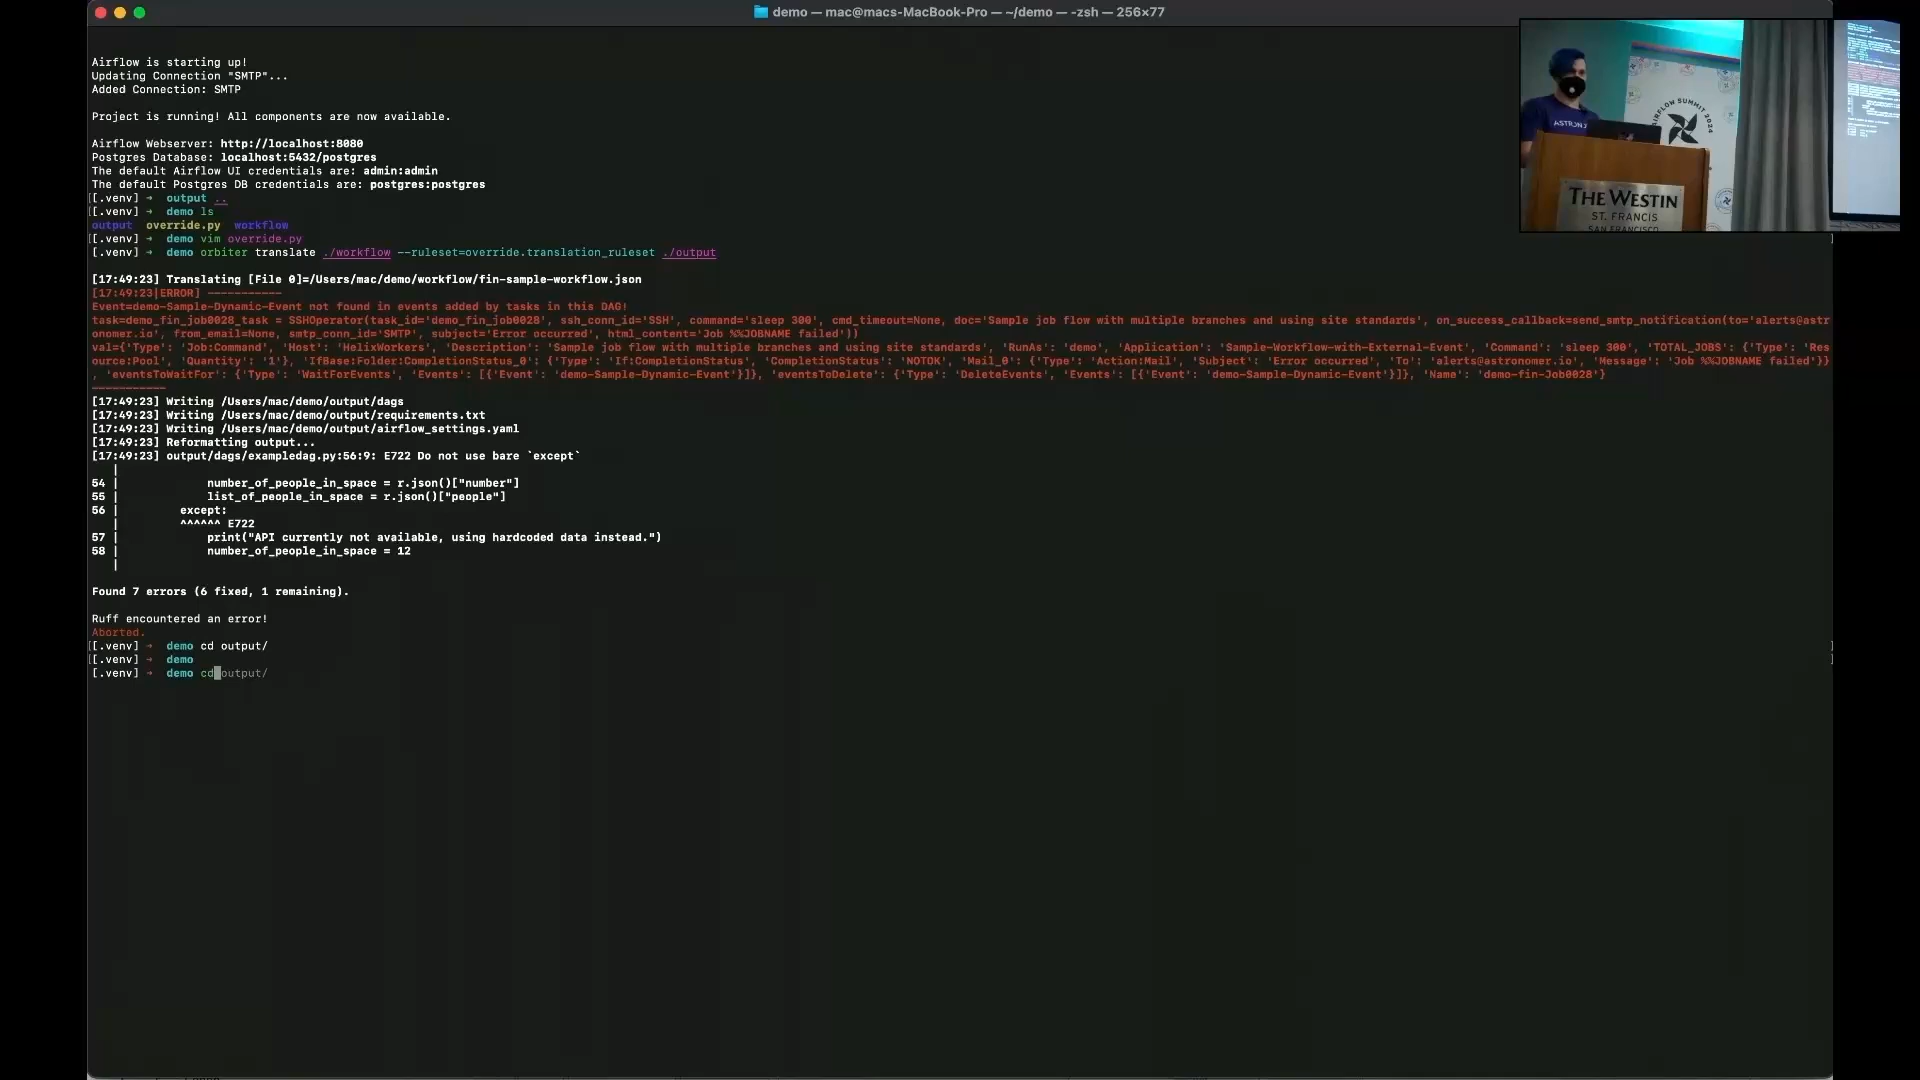 demo — mac@macs-MacBook-Pro — ~/demo — -zsh — 256×77
Airflow is starting up!
Updating Connection "SMTP"...
Added Connection: SMTP
Project is running! All components are now available.
Airflow Webserver: http://localhost:8080
Postgres Database: localhost:5432/postgres
The default Airflow UI credentials are: admin:admin
The default Postgres DB credentials are: postgres:postgres
[[.venv] → output ..
[[.venv] → demo ls
output override.py workflow
[[.venv] → demo vim override.py
[.venv] → demo orbiter translate ./workflow --ruleset=override.translation_ruleset ./output
[17:49:23] Translating [File 0]=/Users/mac/demo/workflow/fin-sample-workflow.json
[17:49:23|ERROR] -----------
Event=demo-Sample-Dynamic-Event not found in events added by tasks in this DAG!
task=demo_fin_job0028_task = SSHOperator(task_id='demo_fin_job0028', ssh_conn_id='SSH', command='sleep 300', cmd_timeout=None, doc='Sample job flow with multiple branches and using site standards', on_success_callback=send_smtp_notification(to='alerts@astr
onomer.io', from_email=None, smtp_conn_id='SMTP', subject='Error occurred', html_content='Job %%JOBNAME failed'))
val={'Type': 'Job:Command', 'Host': 'HelixWorkers', 'Description': 'Sample job flow with multiple branches and using site standards', 'RunAs': 'demo', 'Application': 'Sample-Workflow-with-External-Event', 'Command': 'sleep 300', 'TOTAL_JOBS': {'Type': 'Res
ource:Pool', 'Quantity': '1'}, 'IfBase:Folder:CompletionStatus_0': {'Type': 'If:CompletionStatus', 'CompletionStatus': 'NOTOK', 'Mail_0': {'Type': 'Action:Mail', 'Subject': 'Error occurred', 'To': 'alerts@astronomer.io', 'Message': 'Job %%JOBNAME failed'}}
, 'eventsToWaitFor': {'Type': 'WaitForEvents', 'Events': [{'Event': 'demo-Sample-Dynamic-Event'}]}, 'eventsToDelete': {'Type': 'DeleteEvents', 'Events': [{'Event': 'demo-Sample-Dynamic-Event'}]}, 'Name': 'demo-fin-Job0028'}
-----------
[17:49:23] Writing /Users/mac/demo/output/dags
[17:49:23] Writing /Users/mac/demo/output/requirements.txt
[17:49:23] Writing /Users/mac/demo/output/airflow_settings.yaml
[17:49:23] Reformatting output...
[17:49:23] output/dags/exampledag.py:56:9: E722 Do not use bare `except`
|
54 | number_of_people_in_space = r.json()["number"]
55 | list_of_people_in_space = r.json()["people"]
56 | except:
| ^^^^^^ E722
57 | print("API currently not available, using hardcoded data instead.")
58 | number_of_people_in_space = 12
|
Found 7 errors (6 fixed, 1 remaining).
Ruff encountered an error!
Aborted.
[[.venv] → demo cd output/
[[.venv] → demo
[.venv] → demo cd output/
AIRFLOW SUMMIT 2024
THE WESTIN
ST. FRANCIS
SAN FRANCISCO